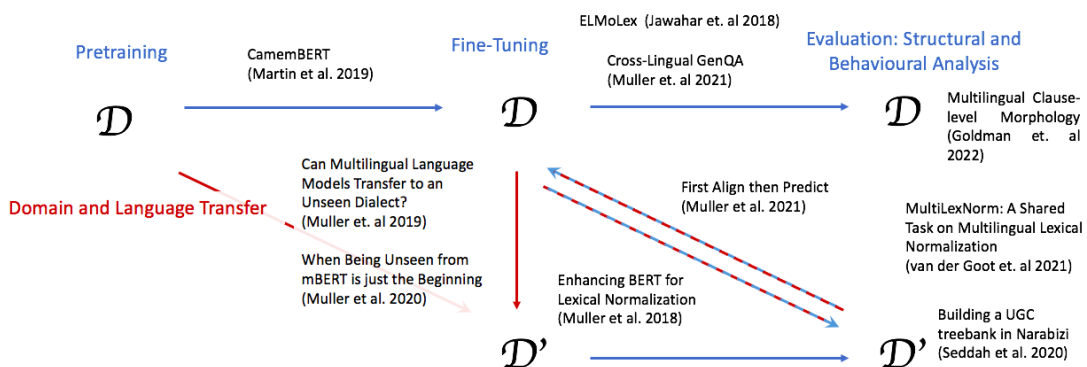 Pretraining
CamemBERT
(Martin et al. 2019)
Fine-Tuning
ELMoLex (Jawahar et. al 2018)
Cross-Lingual GenQA
(Muller et. al 2021)
Evaluation: Structural and
Behavioural Analysis
𝒟
𝒟
𝒟
Multilingual Clause-
level Morphology
(Goldman et. al
2022)
Domain and Language Transfer
Can Multilingual Language
Models Transfer to an
Unseen Dialect?
(Muller et. al 2019)
When Being Unseen from
mBERT is just the Beginning
(Muller et al. 2020)
First Align then Predict
(Muller et al. 2021)
MultiLexNorm: A Shared
Task on Multilingual Lexical
Normalization
(van der Goot et. al 2021)
Enhancing BERT for
Lexical Normalization
(Muller et al. 2018)
𝒟'
𝒟'
Building a UGC
treebank in Narabizi
(Seddah et al. 2020)